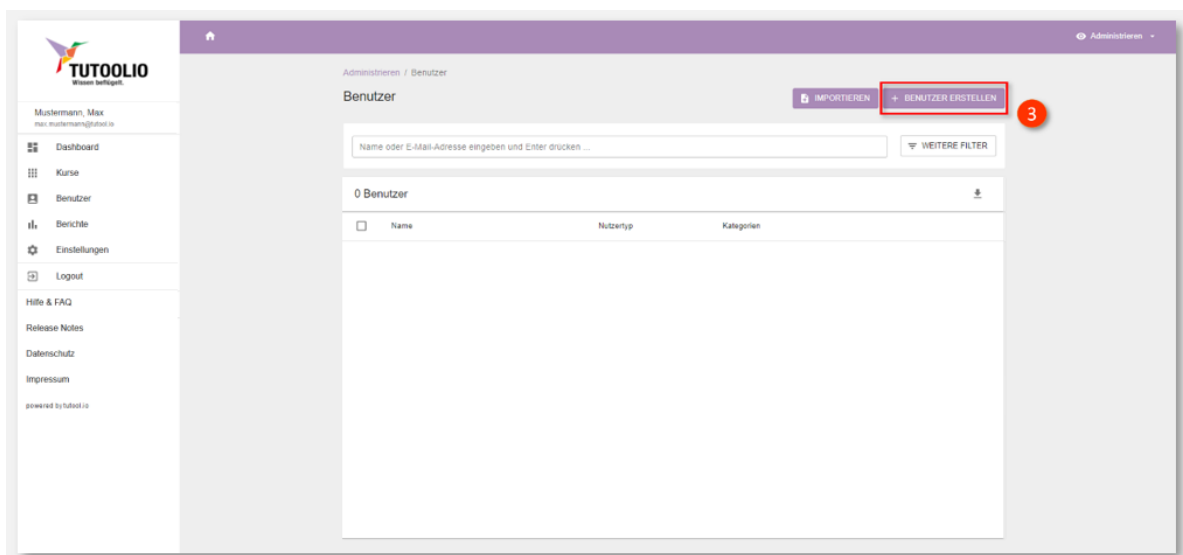 TUTOOLIO
Wissen beflügelt.
Mustermann, Max
max.mustermann@tutool.io
Dashboard
Kurse
Benutzer
Berichte
Einstellungen
Logout
Hilfe & FAQ
Release Notes
Datenschutz
Impressum
powered by tutool.io
Administrieren
Administrieren / Benutzer
Benutzer
IMPORTIEREN
+ BENUTZER ERSTELLEN
3
Name oder E-Mail-Adresse eingeben und Enter drücken ...
WEITERE FILTER
0 Benutzer
Name Nutzertyp Kategorien